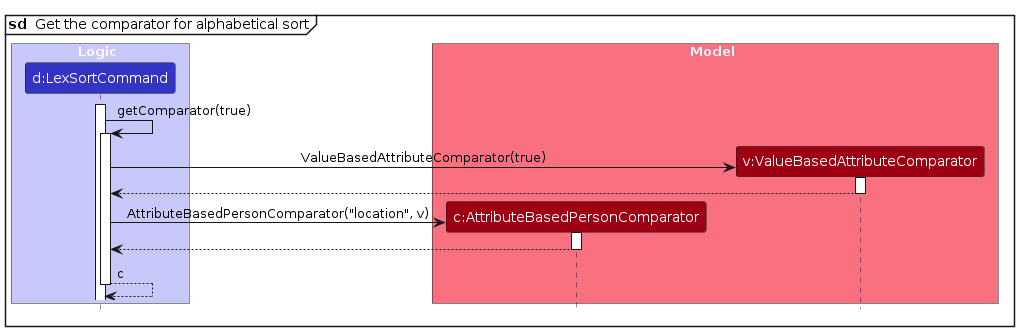 sd Get the comparator for alphabetical sort
Logic
Model
d:LexSortCommand
getComparator(true)
ValueBasedAttributeComparator(true)
v:ValueBasedAttributeComparator
AttributeBasedPersonComparator("location", v)
c:AttributeBasedPersonComparator
c